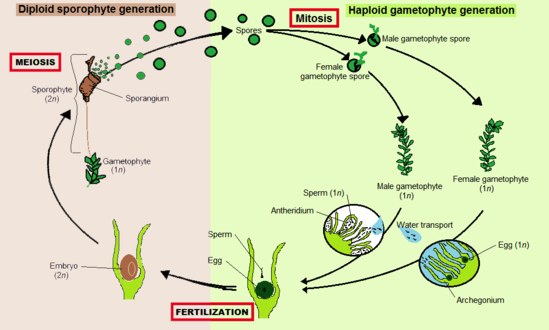 Diploid sporophyte generation
Haploid gametophyte generation
Spores
Mitosis
Male gametophyte spore
Female
gametophyte spore
MEIOSIS
Sporophyte
(2n)
Sporangium
Gametophyte
(1n)
Male gametophyte
(1n)
Female gametophyte
(1n)
Sperm (1n)
Antheridium
Water transport
Egg (1n)
Archegonium
Sperm
Egg
Embryo
(2n)
FERTILIZATION